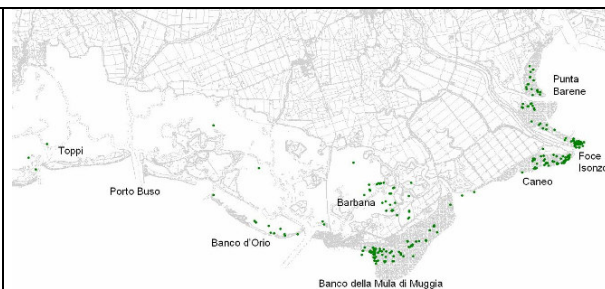 Punta
Barene
Toppi
Foce
Isonzo
Porto Buso
Caneo
Barbana
Banco d'Orio
Banco della Mula di Muggia